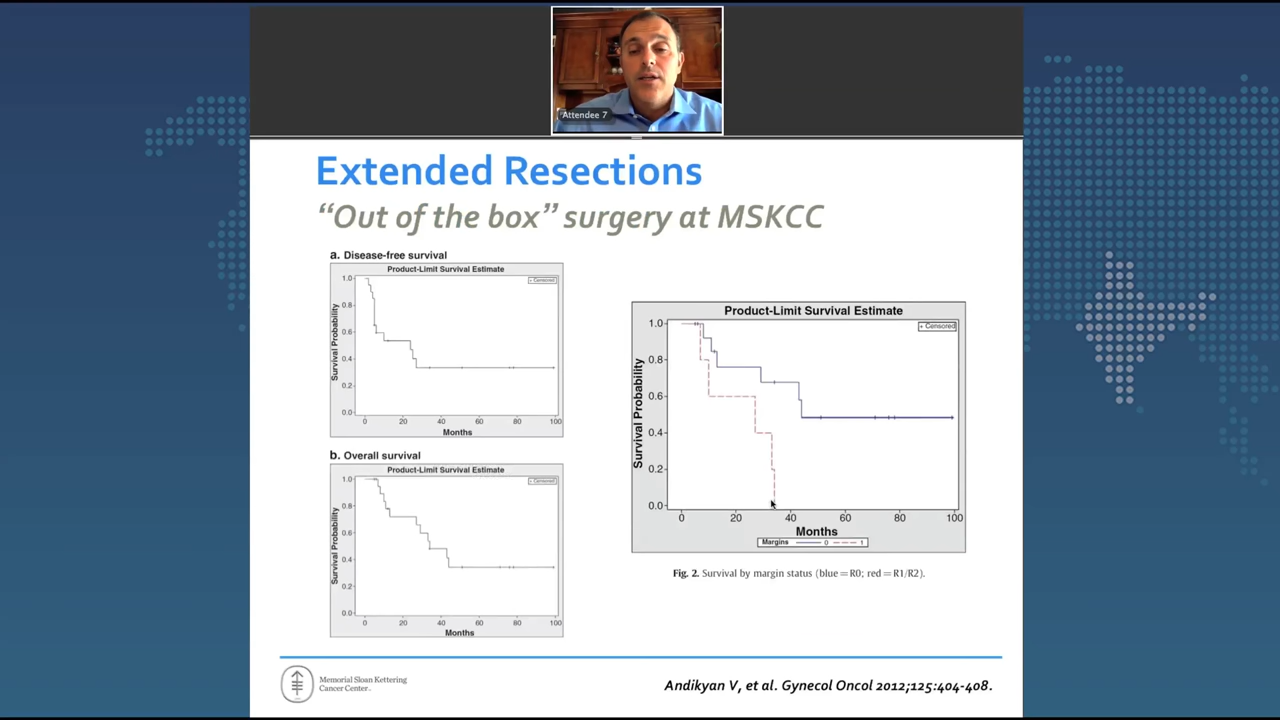 Attendee 7
Extended Resections
“Out of the box” surgery at MSKCC
a. Disease-free survival
Product-Limit Survival Estimate
+ Censored
Survival Probability
1.0
0.8
0.6
0.4
0.2
0.0
0 20 40 60 80 100
Months
b. Overall survival
Product-Limit Survival Estimate
+ Censored
Survival Probability
1.0
0.8
0.6
0.4
0.2
0.0
0 20 40 60 80 100
Months
Product-Limit Survival Estimate
+ Censored
Survival Probability
1.0
0.8
0.6
0.4
0.2
0.0
0 20 40 60 80 100
Months
Margins 0 1
Fig. 2. Survival by margin status (blue = R0; red = R1/R2).
Memorial Sloan Kettering
Cancer Center
Andikyan V, et al. Gynecol Oncol 2012;125:404-408.